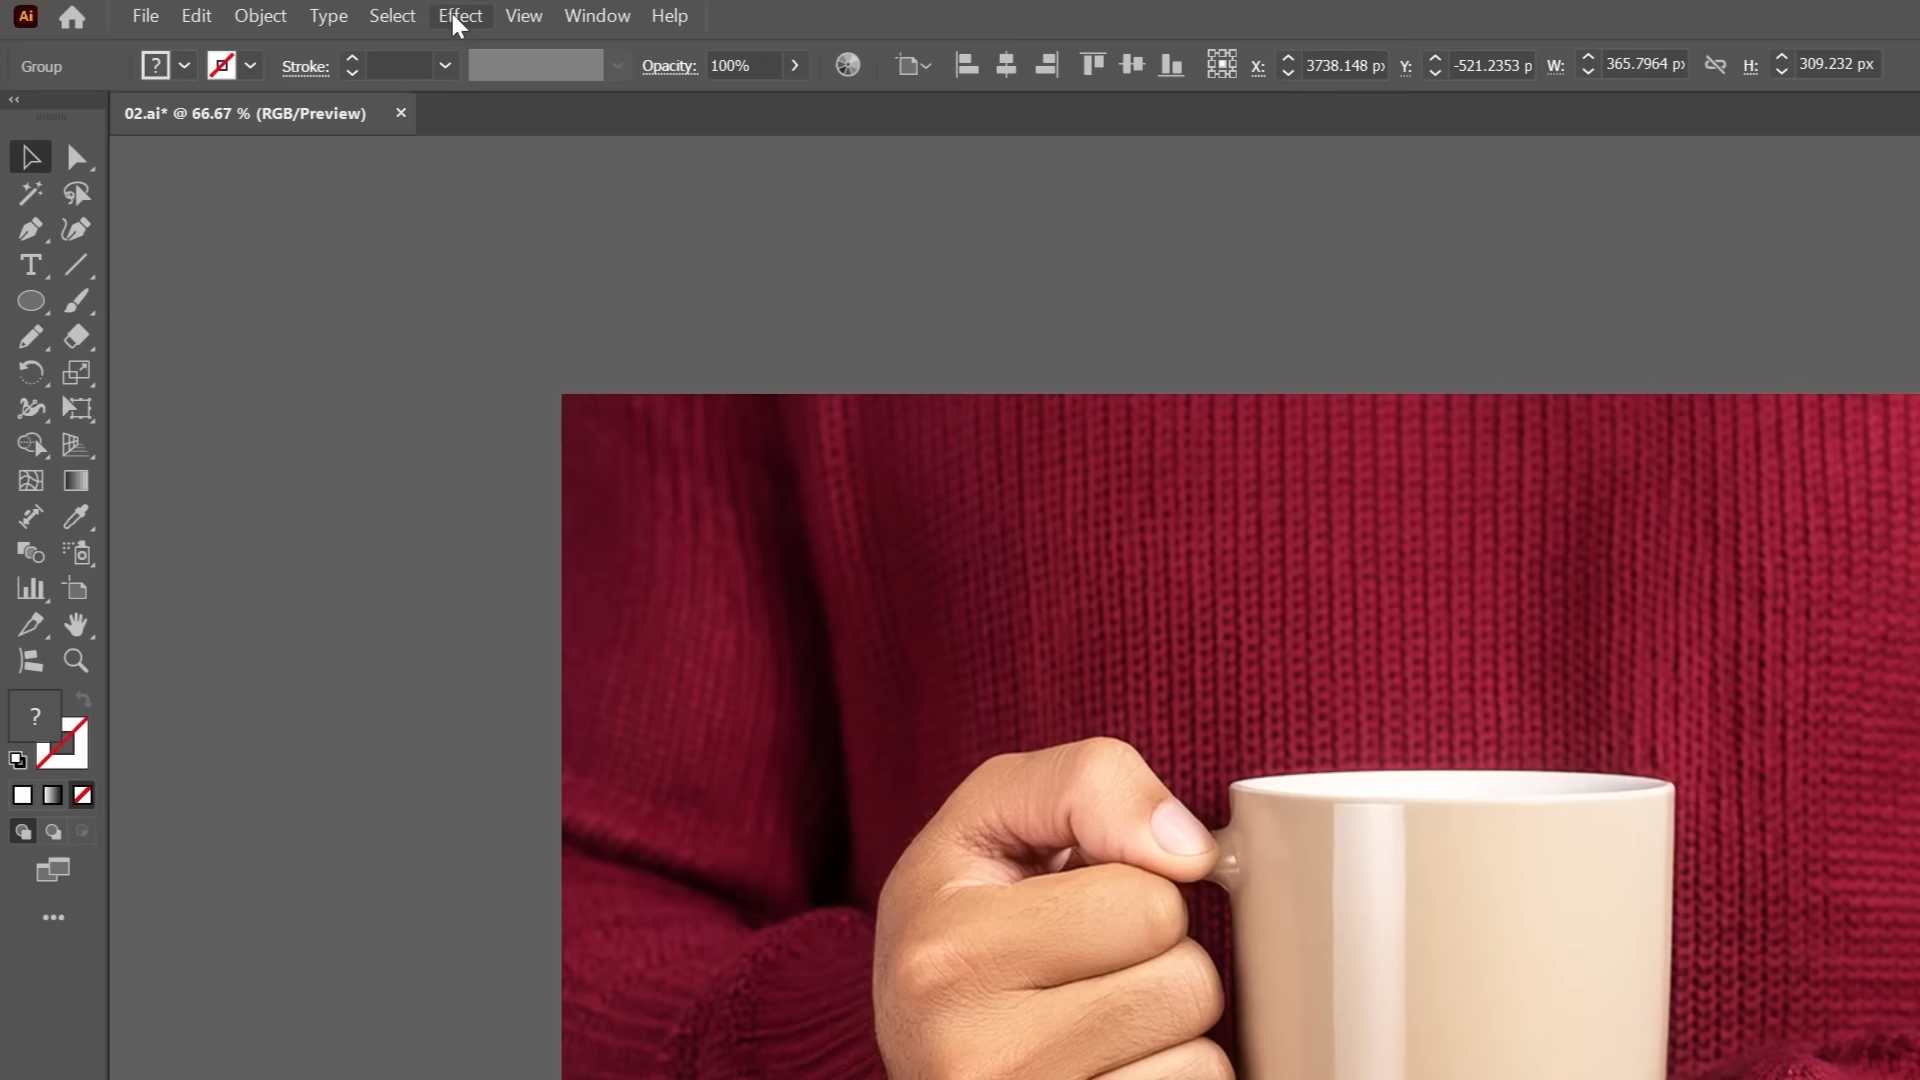 Ai File Edit Object Type Select Effect View Window Help
Group ? Stroke: Opacity: 100% X: 3738.148 px Y: -521.2353 p W: 365.7964 px H: 309.232 px
02.ai* @ 66.67 % (RGB/Preview)
?